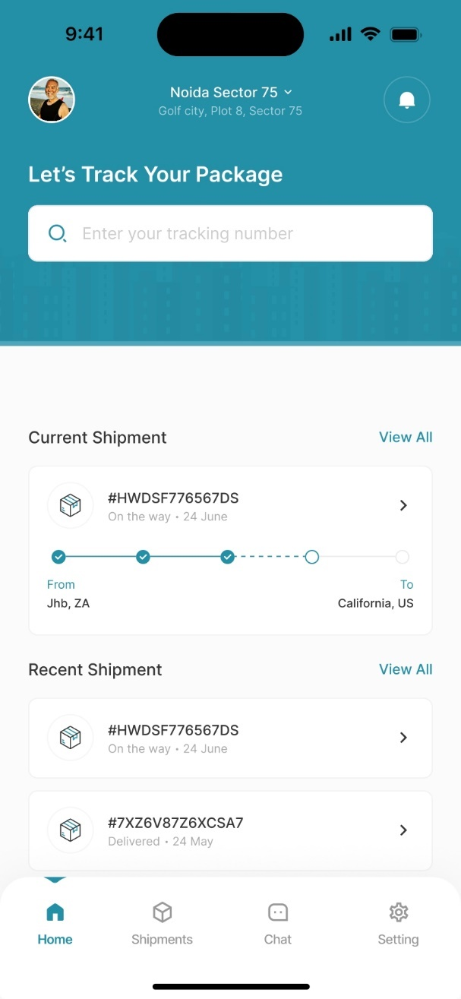 9:41
Noida Sector 75
Golf city, Plot 8, Sector 75
Let’s Track Your Package
Enter your tracking number
Current Shipment
View All
#HWDSF776567DS
On the way • 24 June
From
To
Jhb, ZA
California, US
Recent Shipment
View All
#HWDSF776567DS
On the way • 24 June
#7XZ6V87Z6XCSA7
Delivered • 24 May
Home
Shipments
Chat
Setting